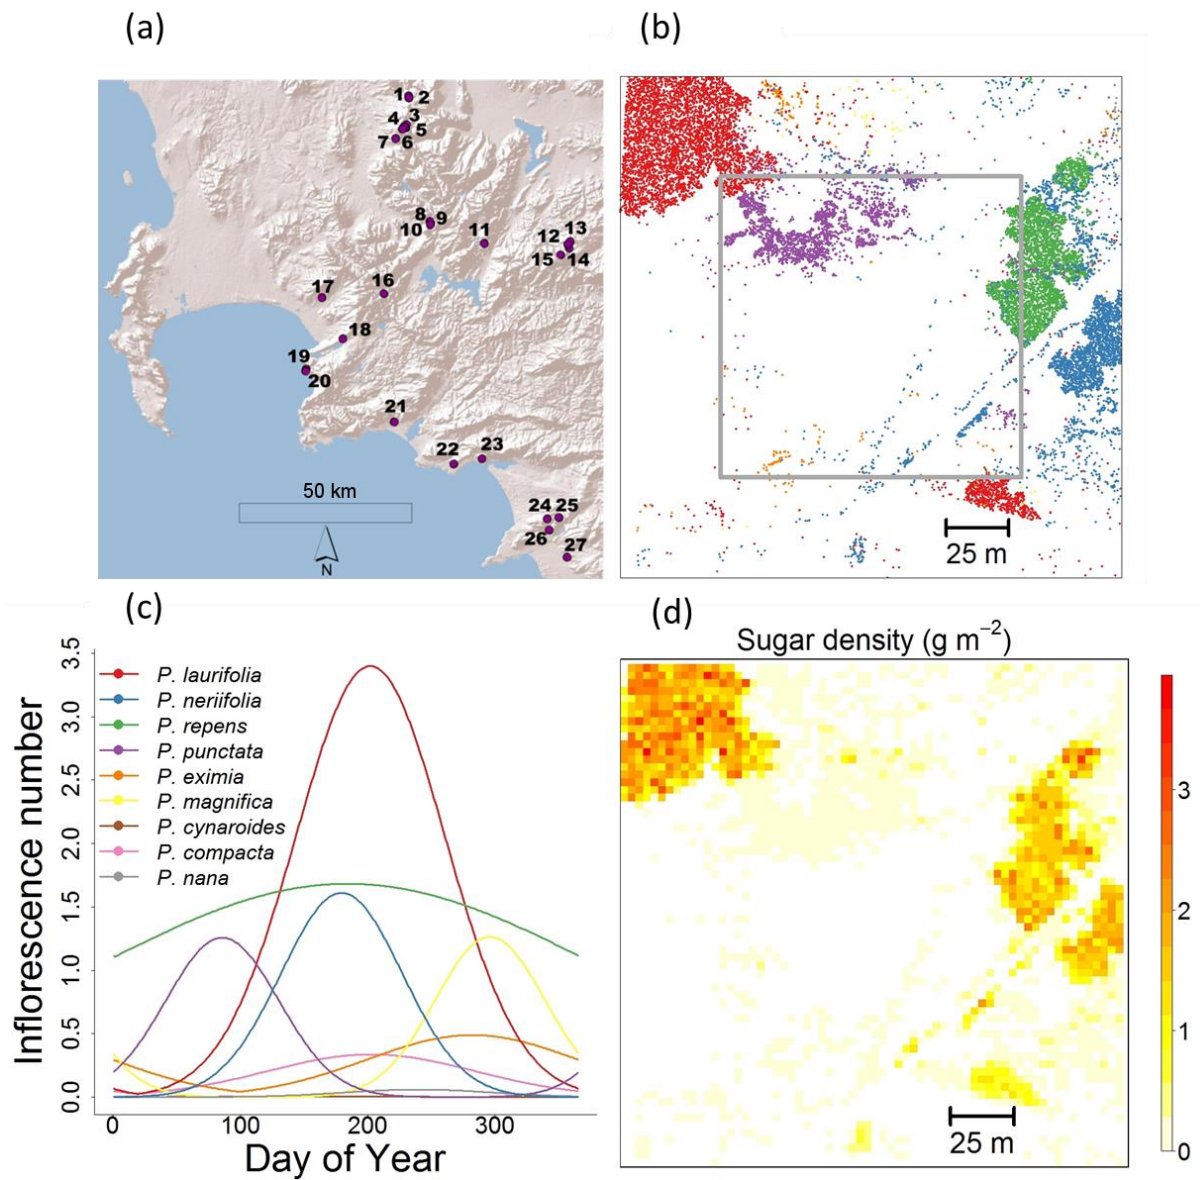 (a)
1 2
4 3
5
7 6
8
10 9
11
13
12
15 14
16
17
18
19
20
21
22 23
24 25
26
27
50 km
N
(b)
25 m
(c)
Inflorescence number
3.5
3.0
2.5
2.0
1.5
1.0
0.5
0.0
P. laurifolia
P. neriifolia
P. repens
P. punctata
P. eximia
P. magnifica
P. cynaroides
P. compacta
P. nana
0 100 200 300
Day of Year
(d)
Sugar density (g m⁻²)
3
2
1
0
25 m